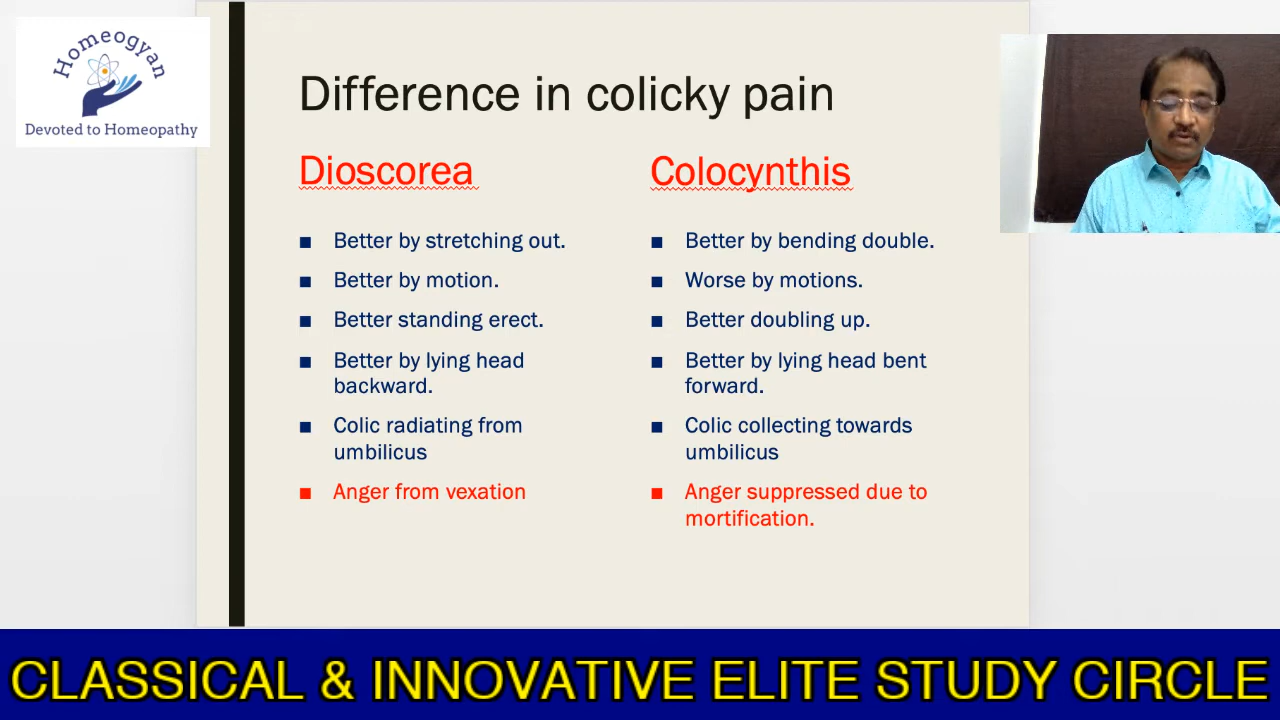 Homeogyan
Devoted to Homeopathy
Difference in colicky pain
Dioscorea
■ Better by stretching out.
■ Better by motion.
■ Better standing erect.
■ Better by lying head
backward.
■ Colic radiating from
umbilicus
■ Anger from vexation
Colocynthis
■ Better by bending double.
■ Worse by motions.
■ Better doubling up.
■ Better by lying head bent
forward.
■ Colic collecting towards
umbilicus
■ Anger suppressed due to
mortification.
CLASSICAL & INNOVATIVE ELITE STUDY CIRCLE